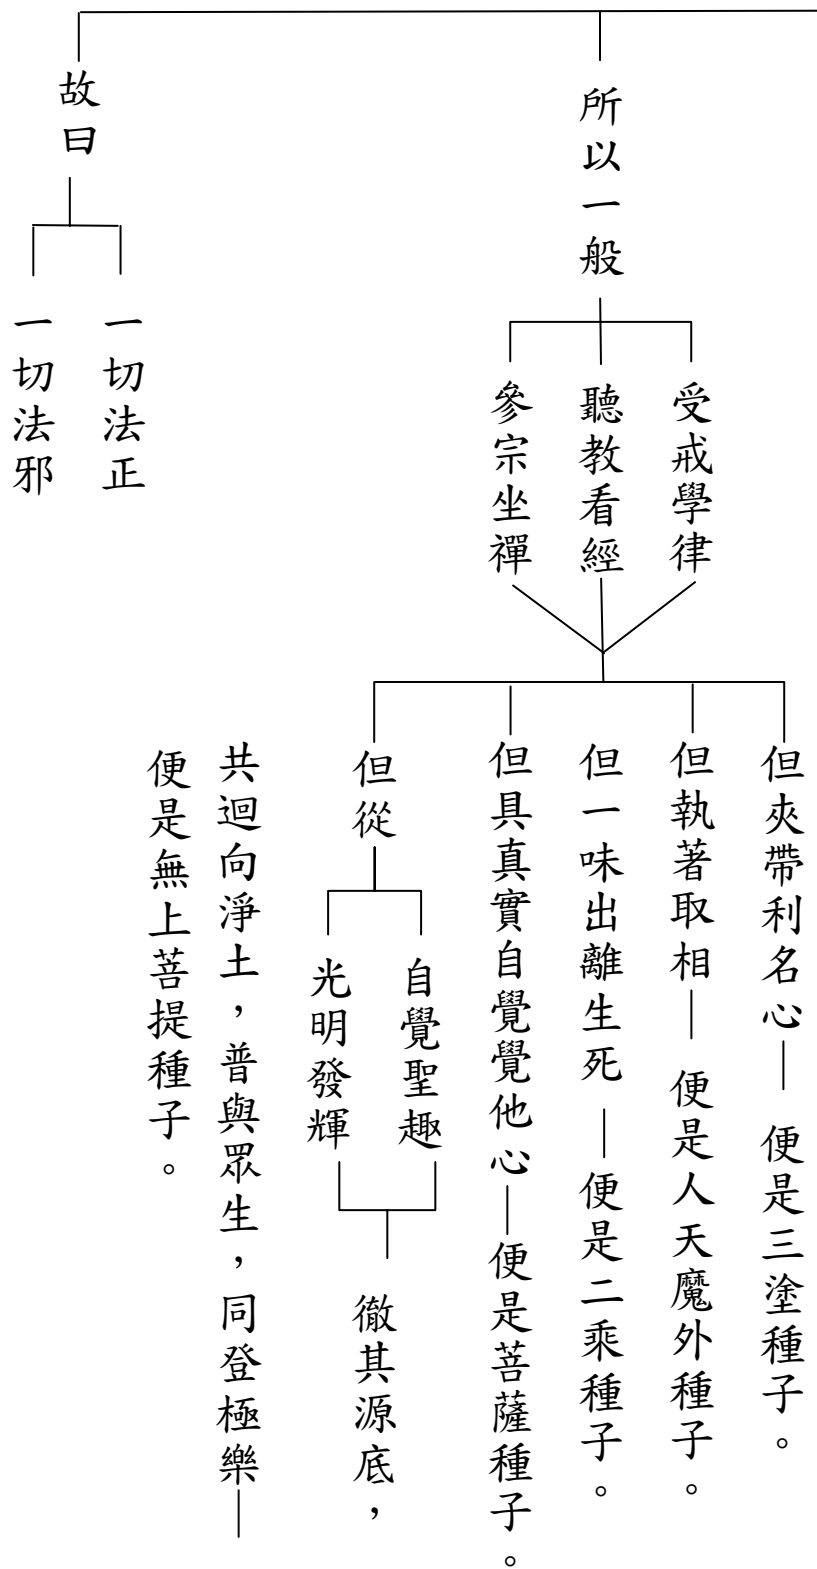 所以一般
受戒學律
聽教看經
參宗坐禪
但夾帶利名心—便是三塗種子。
但執著取相—便是人天魔外種子。
但一味出離生死—便是二乘種子。
但具真實自覺覺他心—便是菩薩種子。
但從
自覺聖趣
光明發輝
徹其源底，
共迴向淨土，普與眾生，同登極樂—
便是無上菩提種子。
故曰
一切法正
一切法邪